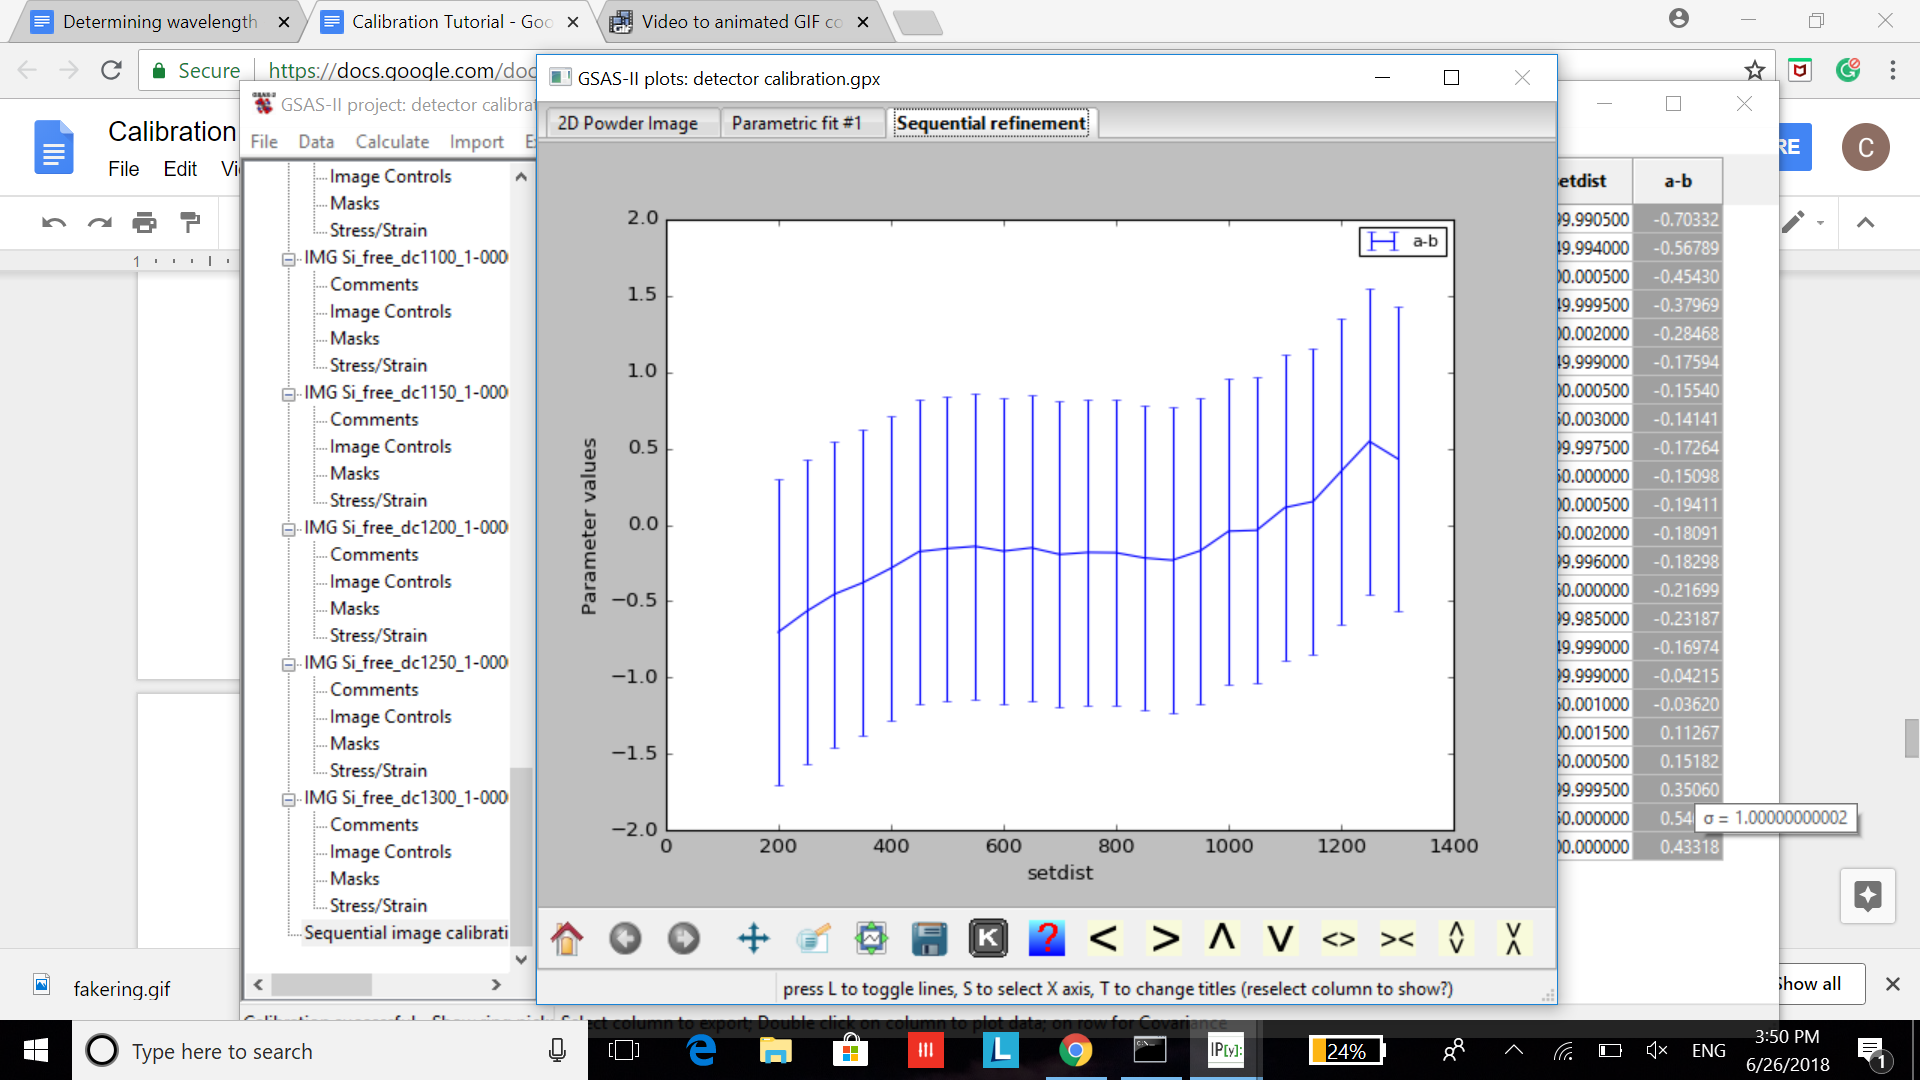 Determining wavelength
Calibration Tutorial - Goo
Video to animated GIF co
Secure
https://docs.google.com/doc
GSAS-II plots: detector calibration.gpx
GSAS-II project: detector calibrat
2D Powder Image
Parametric fit #1
Sequential refinement
Calibration
File Edit Vi
File Data Calculate Import E
RE
C
1
Image Controls
Masks
Stress/Strain
IMG Si_free_dc1100_1-000
Comments
Image Controls
Masks
Stress/Strain
IMG Si_free_dc1150_1-000
Comments
Image Controls
Masks
Stress/Strain
IMG Si_free_dc1200_1-000
Comments
Image Controls
Masks
Stress/Strain
IMG Si_free_dc1250_1-000
Comments
Image Controls
Masks
Stress/Strain
IMG Si_free_dc1300_1-000
Comments
Image Controls
Masks
Stress/Strain
Sequential image calibrati
a-b
2.0
1.5
1.0
0.5
0.0
−0.5
−1.0
−1.5
−2.0
Parameter values
0 200 400 600 800 1000 1200 1400
setdist
etdist a-b
99.990500 -0.70332
49.994000 -0.56789
00.000500 -0.45430
49.999500 -0.37969
00.002000 -0.28468
49.999000 -0.17594
00.000500 -0.15540
50.003000 -0.14141
99.997500 -0.17264
50.000000 -0.15098
00.000500 -0.19411
50.002000 -0.18091
99.996000 -0.18298
50.000000 -0.21699
99.985000 -0.23187
49.999000 -0.16974
99.999000 -0.04215
50.001000 -0.03620
00.001500 0.11267
50.000500 0.15182
99.999500 0.35060
50.000000 0.54
σ = 1.00000000002
00.000000 0.43318
K
?
< > Λ V <> ><
press L to toggle lines, S to select X axis, T to change titles (reselect column to show?)
fakering.gif
Show all
Select column to export; Double click on column to plot data; on row for Covariance
Type here to search
L
IP[y]:
24%
ENG
3:50 PM
6/26/2018
1